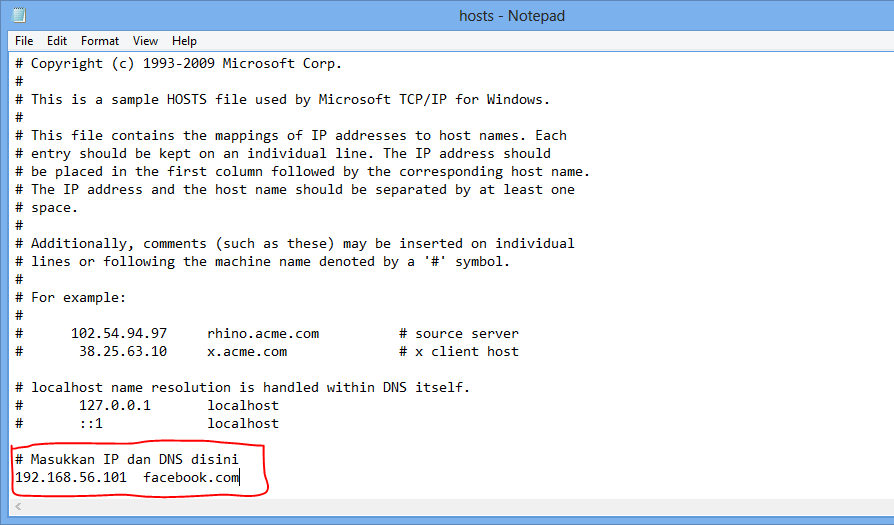 hosts - Notepad
File Edit Format View Help
# Copyright (c) 1993-2009 Microsoft Corp.
#
# This is a sample HOSTS file used by Microsoft TCP/IP for Windows.
#
# This file contains the mappings of IP addresses to host names. Each
# entry should be kept on an individual line. The IP address should
# be placed in the first column followed by the corresponding host name.
# The IP address and the host name should be separated by at least one
# space.
#
# Additionally, comments (such as these) may be inserted on individual
# lines or following the machine name denoted by a '#' symbol.
#
# For example:
#
#      102.54.94.97     rhino.acme.com          # source server
#       38.25.63.10     x.acme.com              # x client host

# localhost name resolution is handled within DNS itself.
#       127.0.0.1       localhost
#       ::1             localhost

# Masukkan IP dan DNS disini
192.168.56.101  facebook.com